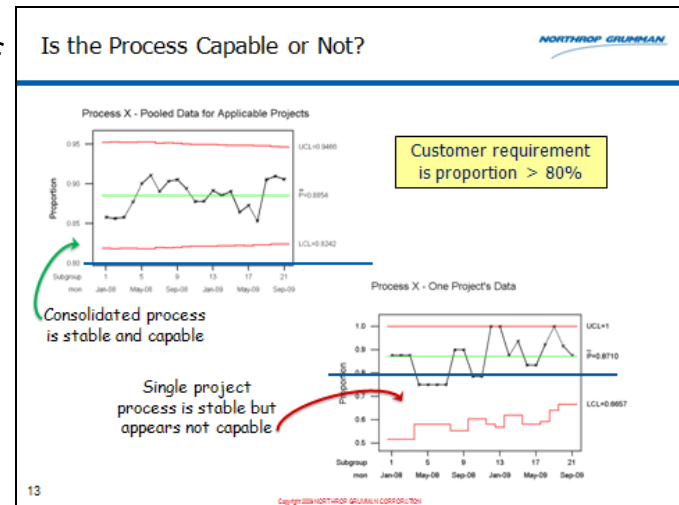 Is the Process Capable or Not?
NORTHROP GRUMMAN
Process X - Pooled Data for Applicable Projects
0.95
0.90
0.85
0.80
Proportion
UCL=0.9466
P=0.8854
LCL=0.8242
Subgroup 1 5 9 13 17 21
mon Jan-08 May-08 Sep-08 Jan-09 May-09 Sep-09
Customer requirement
is proportion > 80%
Consolidated process
is stable and capable
Process X - One Project's Data
1.0
0.9
0.8
0.7
0.6
0.5
Proportion
UCL=1
P=0.8710
LCL=0.6657
Subgroup 1 5 9 13 17 21
mon Jan-08 May-08 Sep-08 Jan-09 May-09 Sep-09
Single project
process is stable but
appears not capable
13
Copyright 2009 NORTHROP GRUMMAN CORPORATION